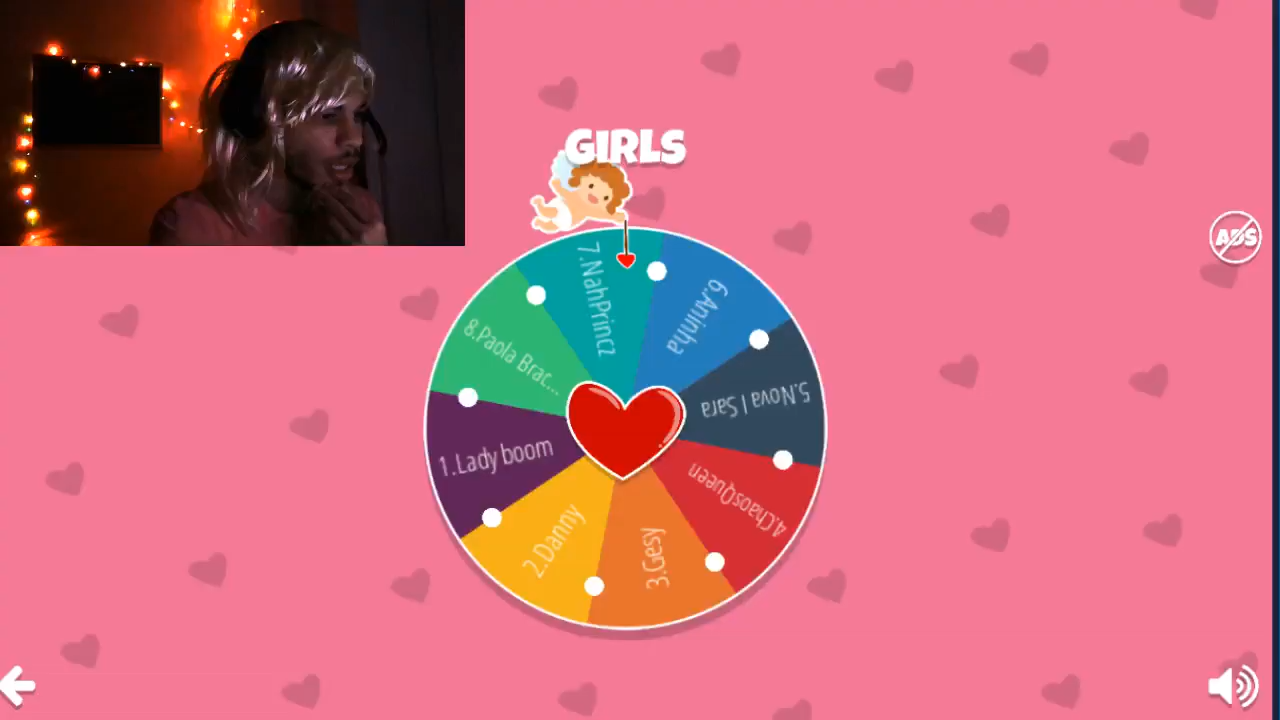 GIRLS
7.NahPrincz
6.Aninha
8.Paola Brac...
5.Nova | Sara
1.Lady boom
4.ChaosQueen
2.Danny
3.Gesy
ADS